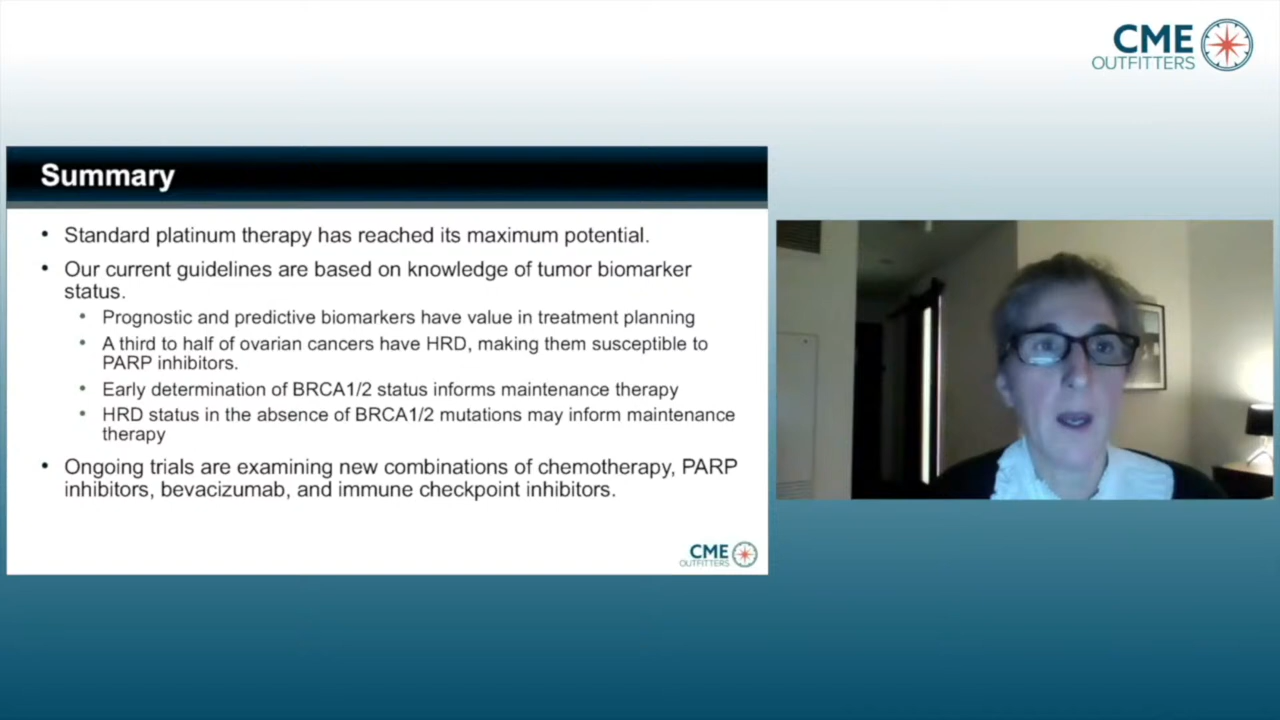 CME
OUTFITTERS
Summary
• Standard platinum therapy has reached its maximum potential.
• Our current guidelines are based on knowledge of tumor biomarker
status.
• Prognostic and predictive biomarkers have value in treatment planning
• A third to half of ovarian cancers have HRD, making them susceptible to
PARP inhibitors.
• Early determination of BRCA1/2 status informs maintenance therapy
• HRD status in the absence of BRCA1/2 mutations may inform maintenance
therapy
• Ongoing trials are examining new combinations of chemotherapy, PARP
inhibitors, bevacizumab, and immune checkpoint inhibitors.
CME
OUTFITTERS